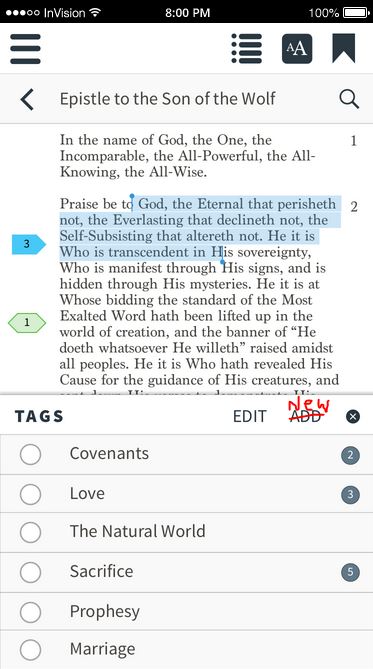 InVision 8:00 PM 100%
AA
Epistle to the Son of the Wolf
In the name of God, the One, the 1
Incomparable, the All-Powerful, the All-
Knowing, the All-Wise.
Praise be to God, the Eternal that perisheth 2
not, the Everlasting that declineth not, the
Self-Subsisting that altereth not. He it is
3
Who is transcendent in His sovereignty,
Who is manifest through His signs, and is
hidden through His mysteries. He it is at
Whose bidding the standard of the Most
Exalted Word hath been lifted up in the
1
world of creation, and the banner of “He
doeth whatsoever He willeth” raised amidst
all peoples. He it is Who hath revealed His
Cause for the guidance of His creatures, and
New
TAGS EDIT ADD
Covenants 2
Love 3
The Natural World
Sacrifice 5
Prophesy
Marriage